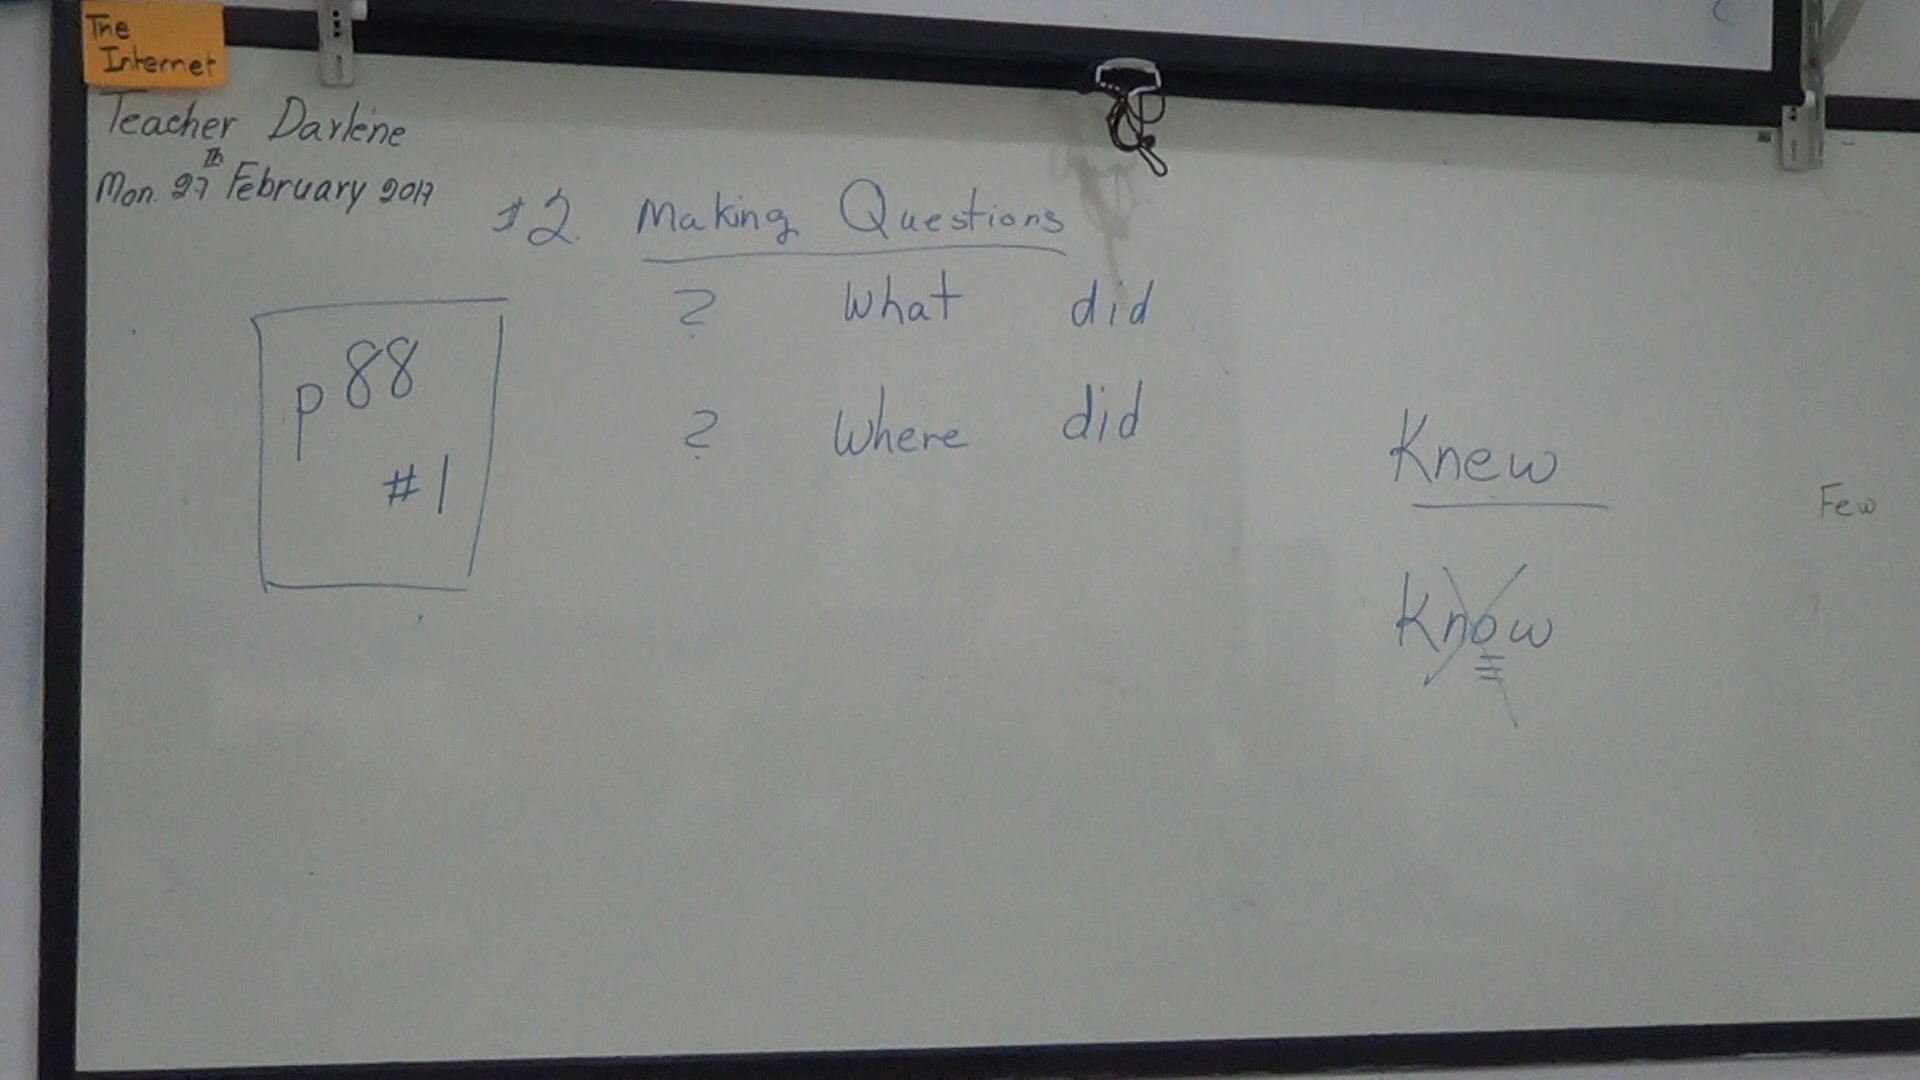 The
Internet
Teacher Darlene
Mon. 27th February 2017
#2. Making Questions
? What did
? Where did
p 88
#1
Knew
Know
Few